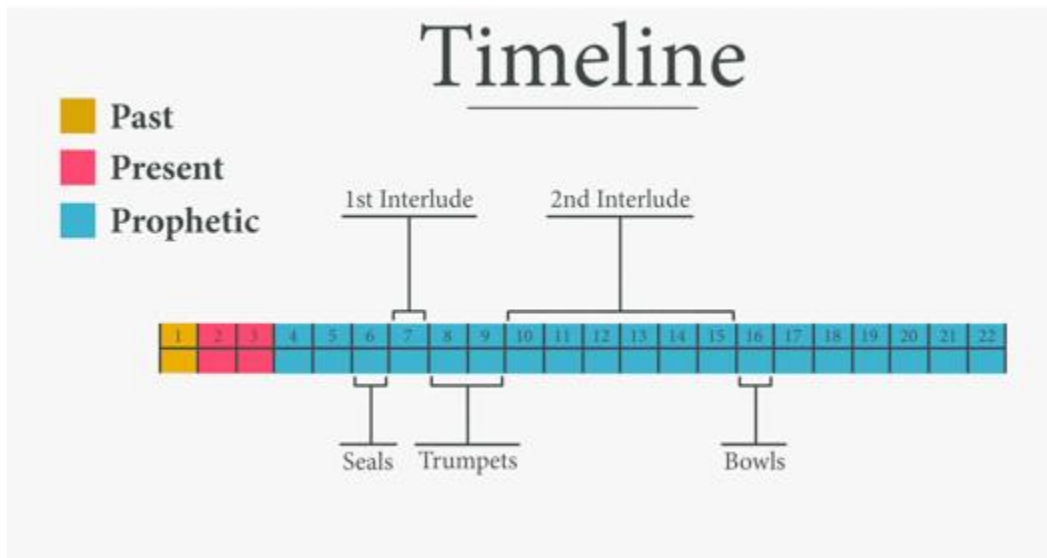 Timeline
Past
Present
Prophetic
1st Interlude 2nd Interlude
1 2 3 4 5 6 7 8 9 10 11 12 13 14 15 16 17 18 19 20 21 22
Seals Trumpets Bowls